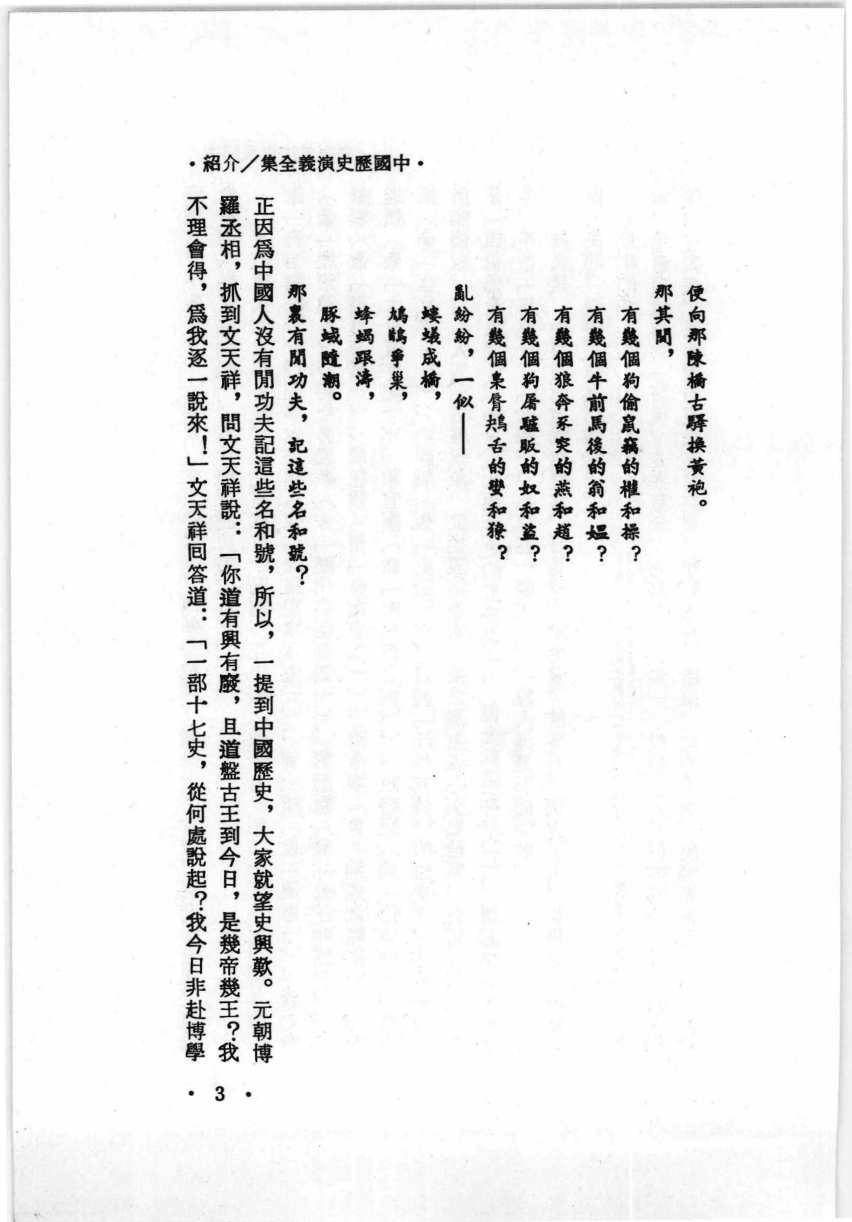 •中國歷史演義全集／介紹•
便向那陳橋古驛換黃袍。
那其間，
有幾個狗偷鼠竊的權和操？
有幾個牛前馬後的翁和媼？
有幾個狼奔豕突的燕和趙？
有幾個狗屠驢販的奴和盜？
有幾個梟脣鴂舌的蠻和獠？
亂紛紛，一似——
螻蟻成橋，
鳩鵲爭巢，
蜂蝎跟濤，
豚蜮隨潮。
那裏有閒功夫，記這些名和號？
正因爲中國人沒有閒功夫記這些名和號，所以，一提到中國歷史，大家就望史興歎。元朝博
羅丞相，抓到文天祥，問文天祥說：「你道有興有廢，且道盤古王到今日，是幾帝幾王？我
不理會得，爲我逐一說來！」文天祥回答道：「一部十七史，從何處說起？我今日非赴博學
• 3 •